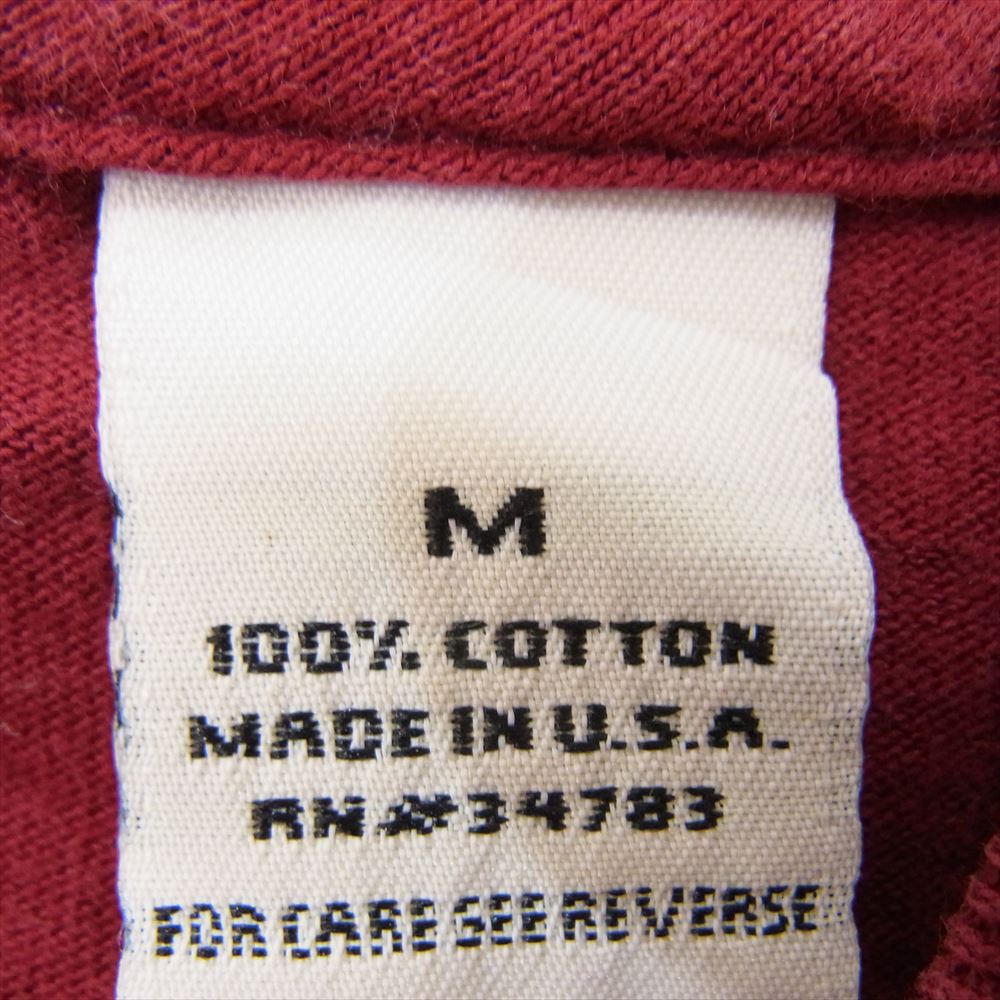 M
100% COTTON
MADE IN U.S.A.
RN#34783
FOR CARE SEE REVERSE